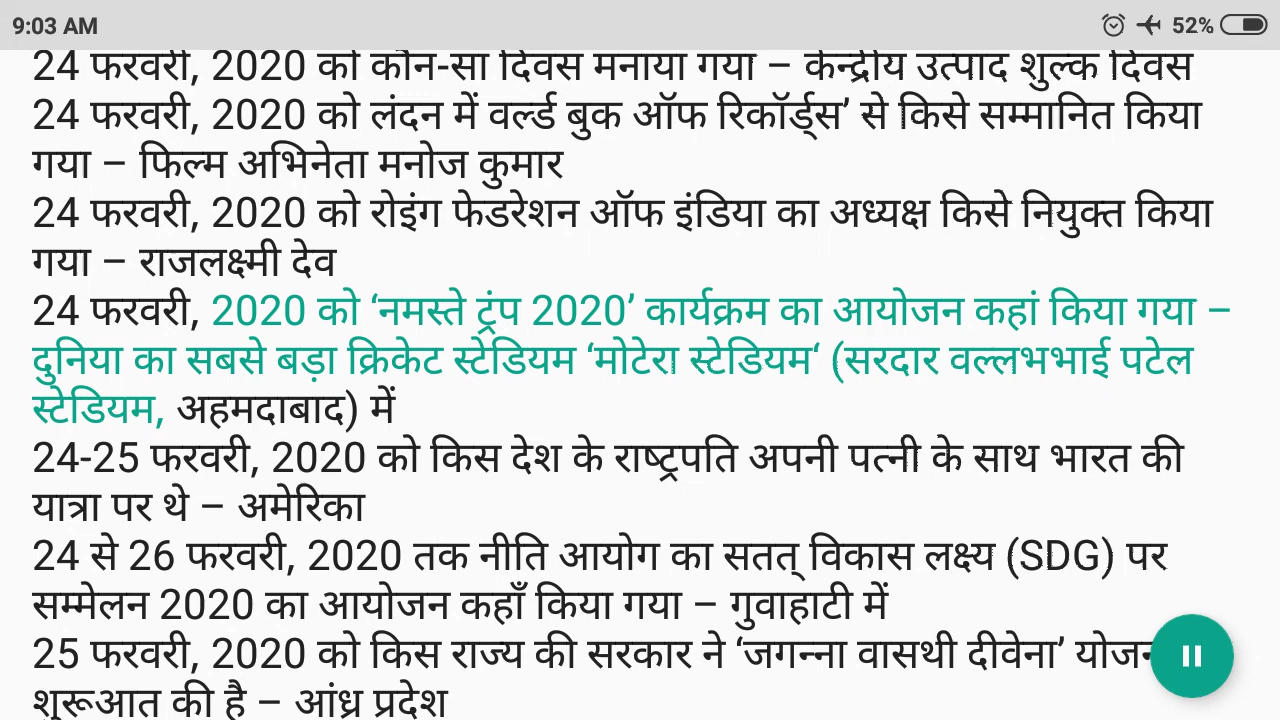 9:03 AM 52%
24 फरवरी, 2020 को कौन-सा दिवस मनाया गया – केन्द्रीय उत्पाद शुल्क दिवस
24 फरवरी, 2020 को लंदन में वर्ल्ड बुक ऑफ रिकॉर्ड्स’ से किसे सम्मानित किया
गया – फिल्म अभिनेता मनोज कुमार
24 फरवरी, 2020 को रोइंग फेडरेशन ऑफ इंडिया का अध्यक्ष किसे नियुक्त किया
गया – राजलक्ष्मी देव
24 फरवरी, 2020 को ‘नमस्ते ट्रंप 2020’ कार्यक्रम का आयोजन कहां किया गया –
दुनिया का सबसे बड़ा क्रिकेट स्टेडियम ‘मोटेरा स्टेडियम‘ (सरदार वल्लभभाई पटेल
स्टेडियम, अहमदाबाद) में
24-25 फरवरी, 2020 को किस देश के राष्ट्रपति अपनी पत्नी के साथ भारत की
यात्रा पर थे – अमेरिका
24 से 26 फरवरी, 2020 तक नीति आयोग का सतत् विकास लक्ष्य (SDG) पर
सम्मेलन 2020 का आयोजन कहाँ किया गया – गुवाहाटी में
25 फरवरी, 2020 को किस राज्य की सरकार ने ‘जगन्ना वासथी दीवेना’
शुरूआत की है – आंध्र प्रदेश